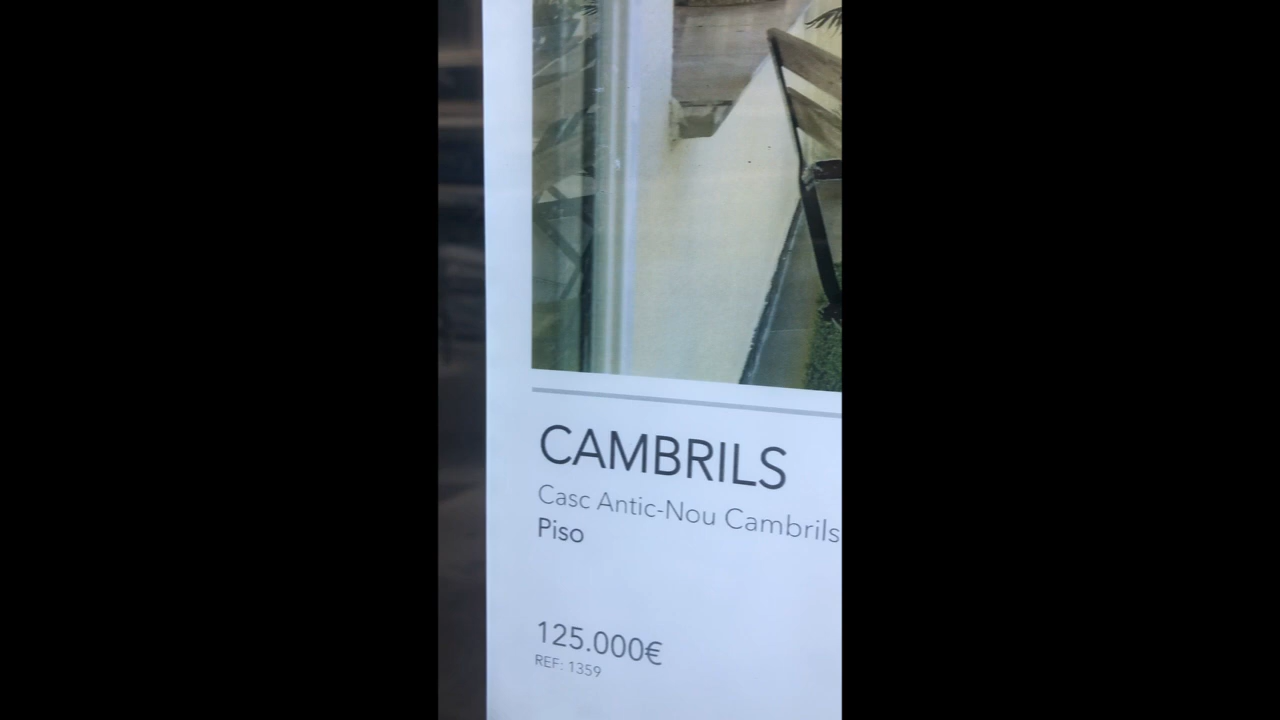 CAMBRILS
Casc Antic-Nou Cambrils
Piso
125.000€
REF: 1359